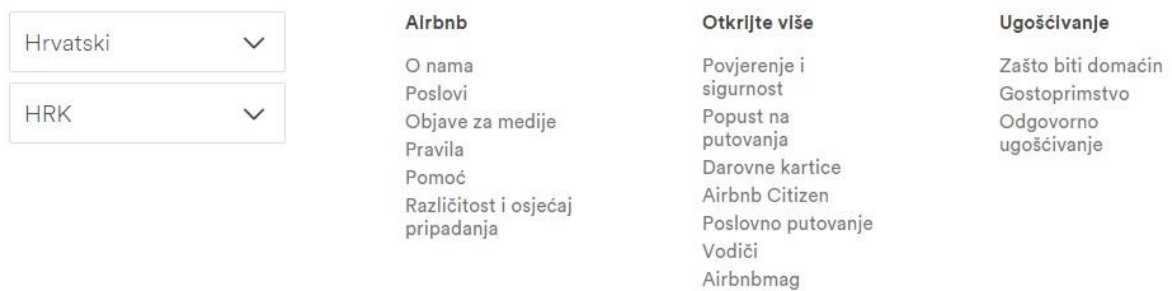 Hrvatski
HRK
Airbnb
O nama
Poslovi
Objave za medije
Pravila
Pomoć
Različitost i osjećaj
pripadanja
Otkrijte više
Povjerenje i
sigurnost
Popust na
putovanja
Darovne kartice
Airbnb Citizen
Poslovno putovanje
Vodiči
Airbnbmag
Ugošćivanje
Zašto biti domaćin
Gostoprimstvo
Odgovorno
ugošćivanje